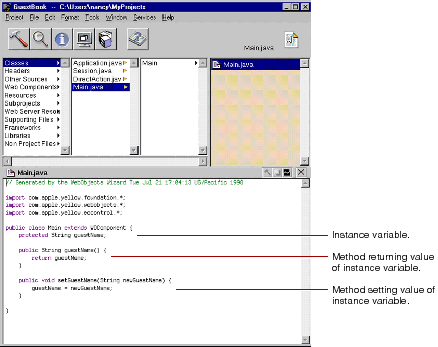 GuestBook -- C:\Users\nancy\MyProjects
Project File Edit Format Tools Windows Services Help
Main.java
Classes
Headers
Other Sources
Web Components
Resources
Subprojects
Web Server Resou
Supporting Files
Frameworks
Libraries
Non Project Files
Application.java
Session.java
DirectAction.jav
Main.java
Main
Main.java
Main.java
// Generated by the WebObjects Wizard Tue Jul 21 17:04:13 US/Pacific 1998
import com.apple.yellow.foundation.*;
import com.apple.yellow.webobjects.*;
import com.apple.yellow.eocontrol.*;
public class Main extends WOComponent {
protected String guestName;
public String guestName() {
return guestName;
}
public void setGuestName(String newGuestName) {
guestName = newGuestName;
}
}
Instance variable.
Method returning value
of instance variable.
Method setting value of
instance variable.